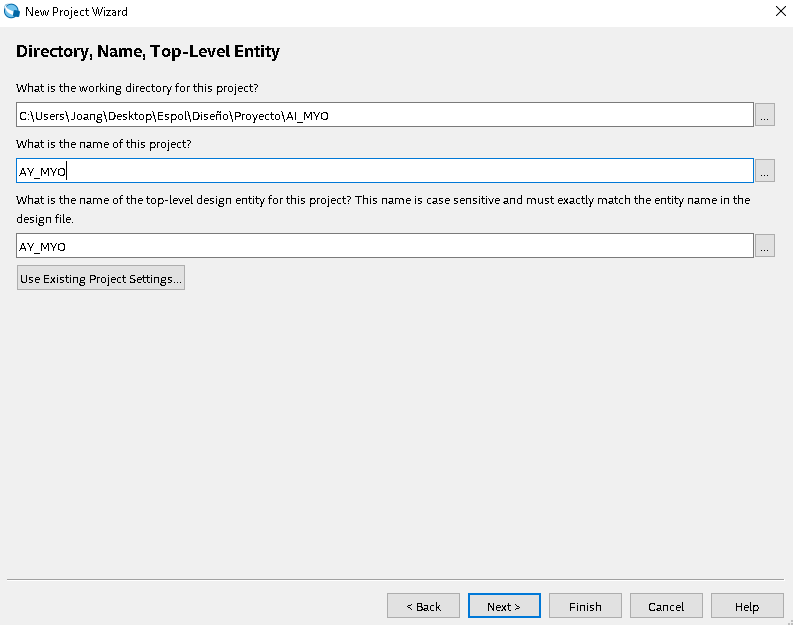 New Project Wizard
Directory, Name, Top-Level Entity
What is the working directory for this project?
C:\Users\Joang\Desktop\Espol\Diseño\Proyecto\AI_MYO
...
What is the name of this project?
AY_MYO
...
What is the name of the top-level design entity for this project? This name is case sensitive and must exactly match the entity name in the
design file.
AY_MYO
...
Use Existing Project Settings...
< Back Next > Finish Cancel Help